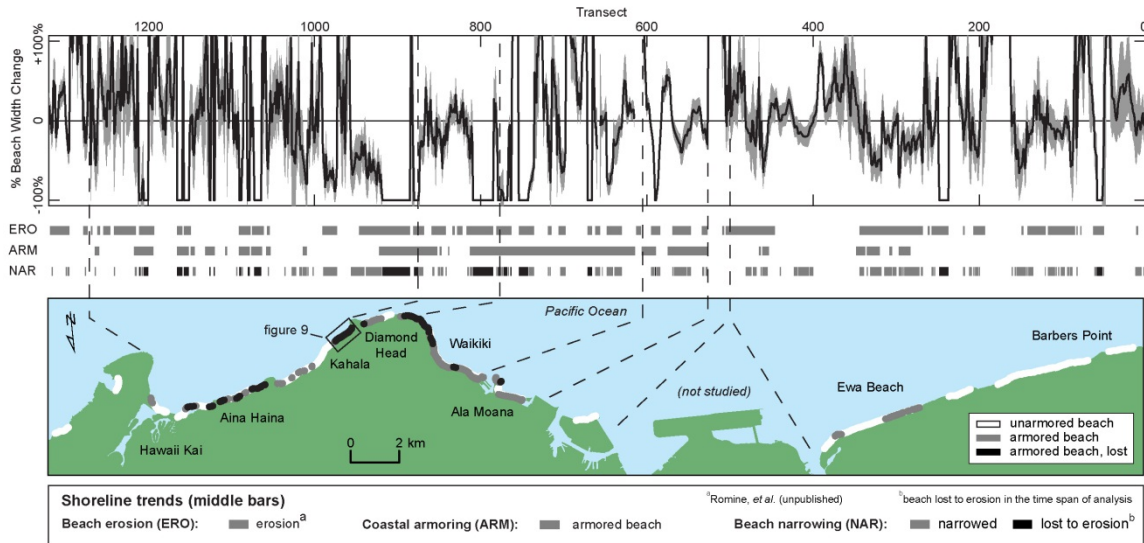 Transect
1200 1000 800 600 400 200 0
+100%
0
-100%
% Beach Width Change
ERO
ARM
NAR
Pacific Ocean
figure 9
Diamond
Head
Waikiki
Barbers Point
Kahala
(not studied)
Ewa Beach
Aina Haina
Ala Moana
Hawaii Kai
0 2 km
N
unarmored beach
armored beach
armored beach, lost
Shoreline trends (middle bars)
ᵃRomine, et al. (unpublished)
ᵇbeach lost to erosion in the time span of analysis
Beach erosion (ERO): erosionᵃ Coastal armoring (ARM): armored beach Beach narrowing (NAR): narrowed lost to erosionᵇ